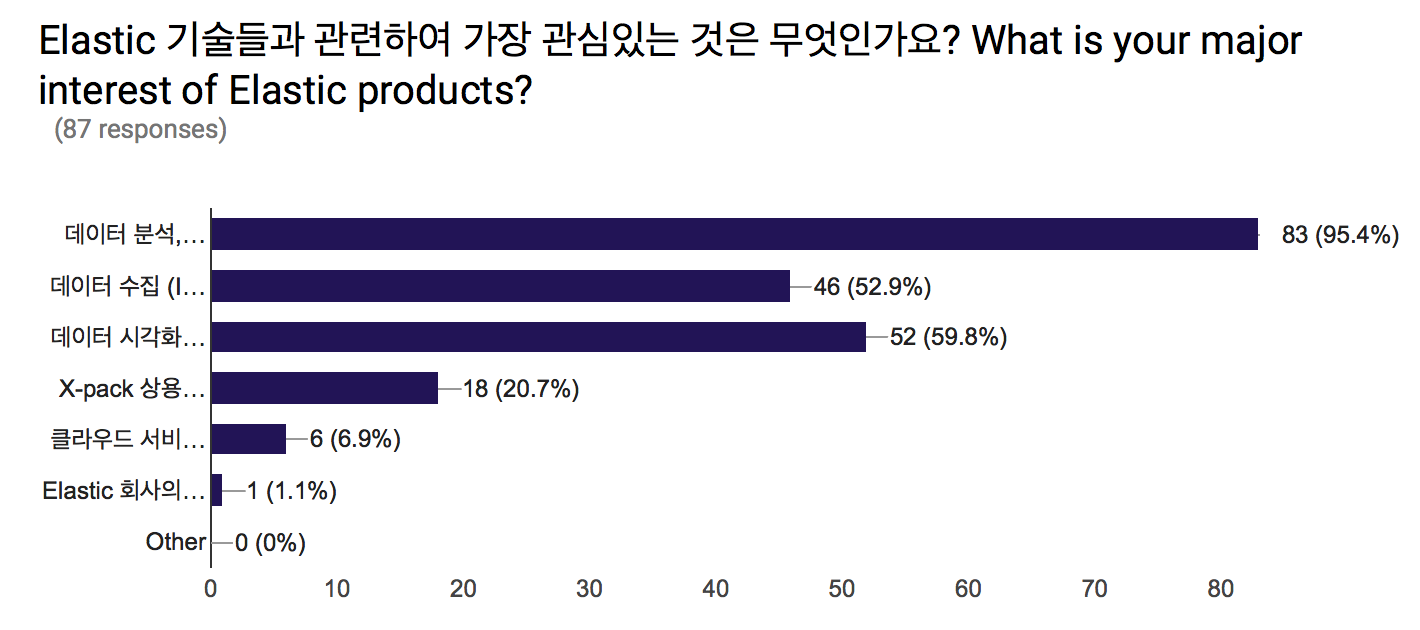 Elastic 기술들과 관련하여 가장 관심있는 것은 무엇인가요? What is your major
interest of Elastic products?
(87 responses)
데이터 분석,... 83 (95.4%)
데이터 수집 (I... 46 (52.9%)
데이터 시각화... 52 (59.8%)
X-pack 상용... 18 (20.7%)
클라우드 서비... 6 (6.9%)
Elastic 회사의... 1 (1.1%)
Other 0 (0%)
0 10 20 30 40 50 60 70 80